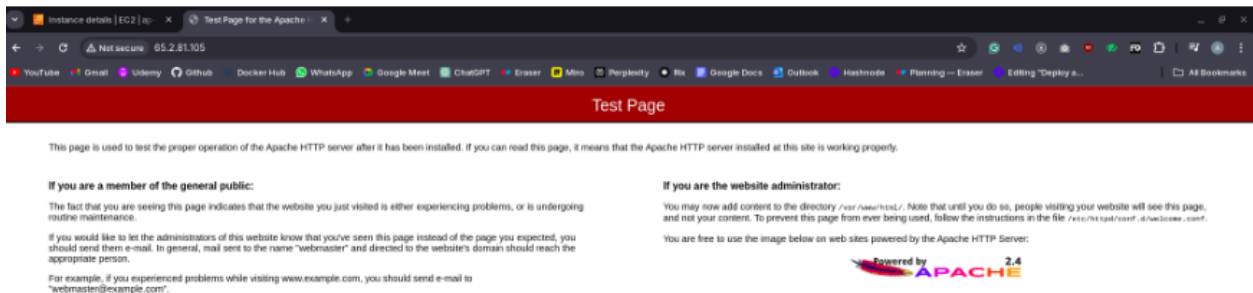 Instance details | EC2 | ap-
Test Page for the Apache H
Not secure 65.2.81.105
YouTube Gmail Udemy Github Docker Hub WhatsApp Google Meet ChatGPT Eraser Miro Perplexity Rix Google Docs Outlook Hashnode Planning — Eraser Editing "Deploy a... All Bookmarks
Test Page
This page is used to test the proper operation of the Apache HTTP server after it has been installed. If you can read this page, it means that the Apache HTTP server installed at this site is working properly.
If you are a member of the general public:
The fact that you are seeing this page indicates that the website you just visited is either experiencing problems, or is undergoing
routine maintenance.
If you would like to let the administrators of this website know that you've seen this page instead of the page you expected, you
should send them e-mail. In general, mail sent to the name "webmaster" and directed to the website's domain should reach the
appropriate person.
For example, if you experienced problems while visiting www.example.com, you should send e-mail to
"webmaster@example.com".
If you are the website administrator:
You may now add content to the directory /var/www/html/. Note that until you do so, people visiting your website will see this page,
and not your content. To prevent this page from ever being used, follow the instructions in the file /etc/httpd/conf.d/welcome.conf.
You are free to use the image below on web sites powered by the Apache HTTP Server:
Powered by 2.4
APACHE